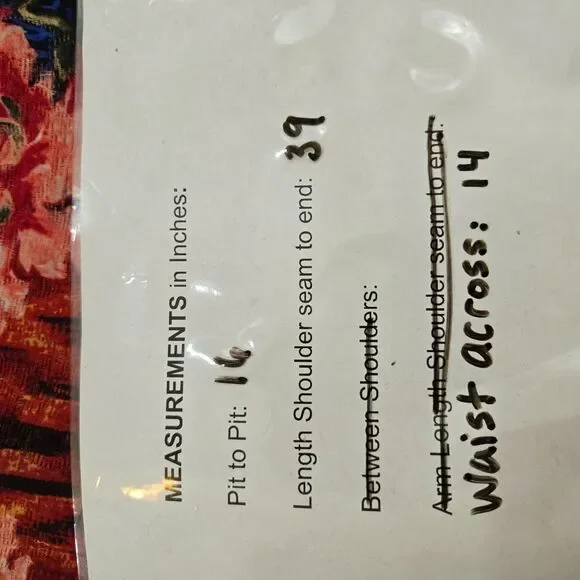 MEASUREMENTS in Inches:
Pit to Pit: 16
Length Shoulder seam to end: 39
Between Shoulders:
Arm Length Shoulder seam to end:
Waist across: 14